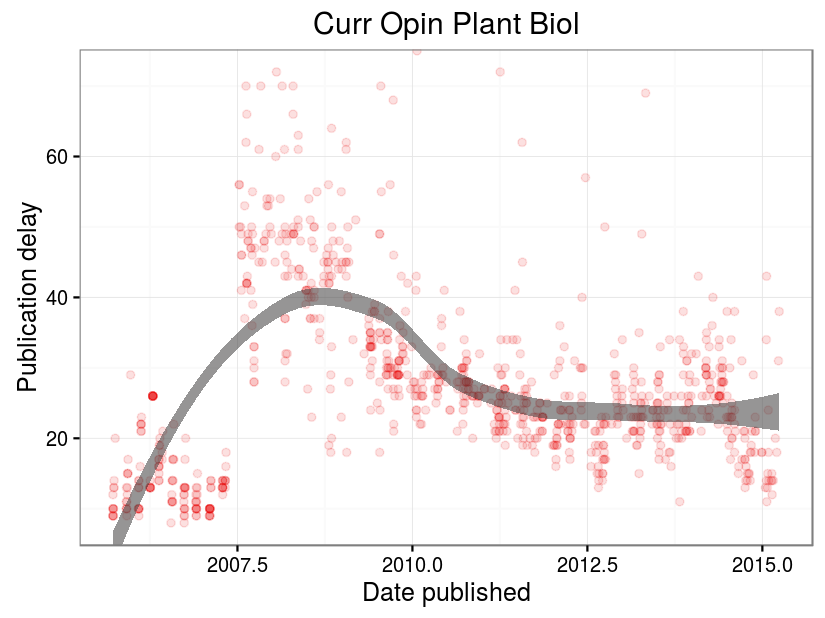 Curr Opin Plant Biol
Publication delay
60
40
20
2007.5 2010.0 2012.5 2015.0
Date published